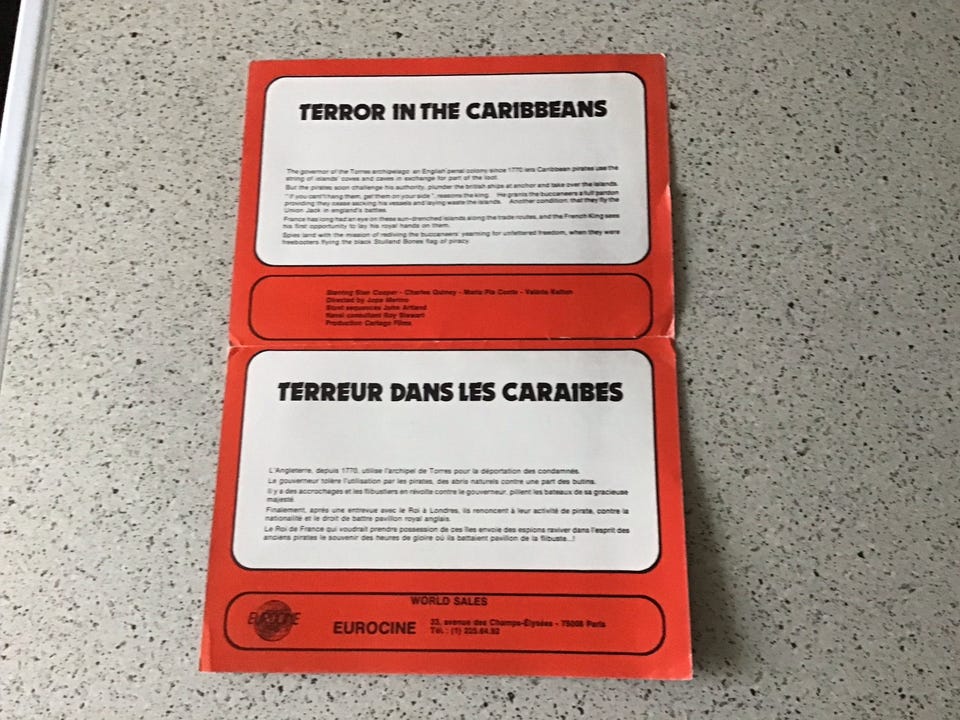 TERROR IN THE CARIBBEANS
The governor of the Torres archipelago an English penal colony since 1770 lets Caribbean pirates use the
string of islands' coves and caves in exchange for part of the loot.
But the pirates soon challenge his authority, plunder the british ships at anchor and take over the islands.
"If you can't hang them, get them on your side", reasons the king. He grants the buccaneers a full pardon
providing they cease sacking his vessels and laying waste the islands. Another condition: that they fly the
Union Jack in england's battles.
France has long had an eye on these sun-drenched islands along the trade routes, and the French King sees
his first opportunity to lay his royal hands on them.
Spies land with the mission of rediving the buccaneers' yearning for unfettered freedom, when they were
freebooters flying the black Stulland Bones flag of piracy.
Starring Stan Cooper - Charles Quiney - Maria Pia Conte - Valérie Kelton
Directed by Jopa Merino
Stunt sequences John Artland
Naval consultant Roy Stewart
Production Cartago Films
TERREUR DANS LES CARAIBES
L'Angleterre, depuis 1770, utilise l'archipel de Torres pour la déportation des condamnés.
Le gouverneur tolère l'utilisation par les pirates, des abris naturels contre une part des butins.
Il y a des accrochages et les flibustiers en révolte contre le gouverneur, pillent les bateaux de sa gracieuse
majesté
Finalement, après une entrevue avec le Roi à Londres, ils renoncent à leur activité de pirate, contre la
nationalité et le droit de battre pavillon royal anglais.
Le Roi de France qui voudrait prendre possession de ces îles envoie des espions raviver dans l'esprit des
anciens pirates le souvenir des heures de gloire où ils battaient pavillon de la flibuste...!
WORLD SALES
EUROCINE
EUROCINE
33, avenue des Champs-Élysées - 75008 Paris
Tél.: (1) 225.64.92